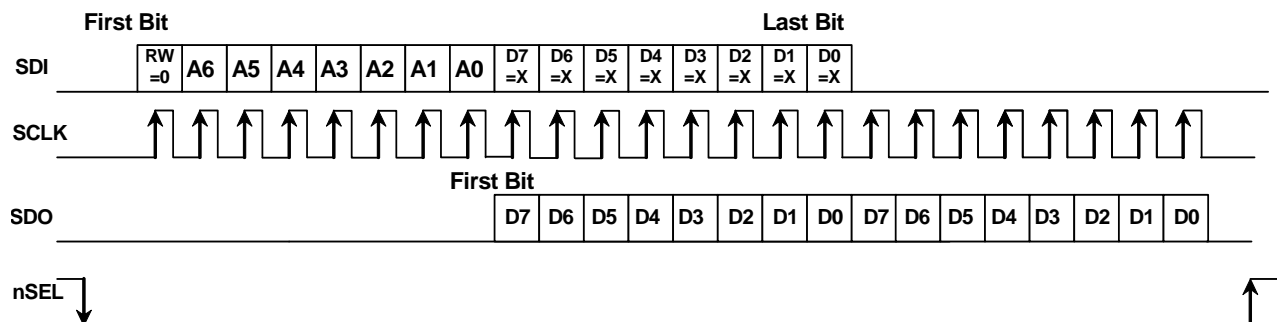 First Bit Last Bit
SDI RW =0 A6 A5 A4 A3 A2 A1 A0 D7 =X D6 =X D5 =X D4 =X D3 =X D2 =X D1 =X D0 =X
SCLK
First Bit
SDO D7 D6 D5 D4 D3 D2 D1 D0 D7 D6 D5 D4 D3 D2 D1 D0
nSEL